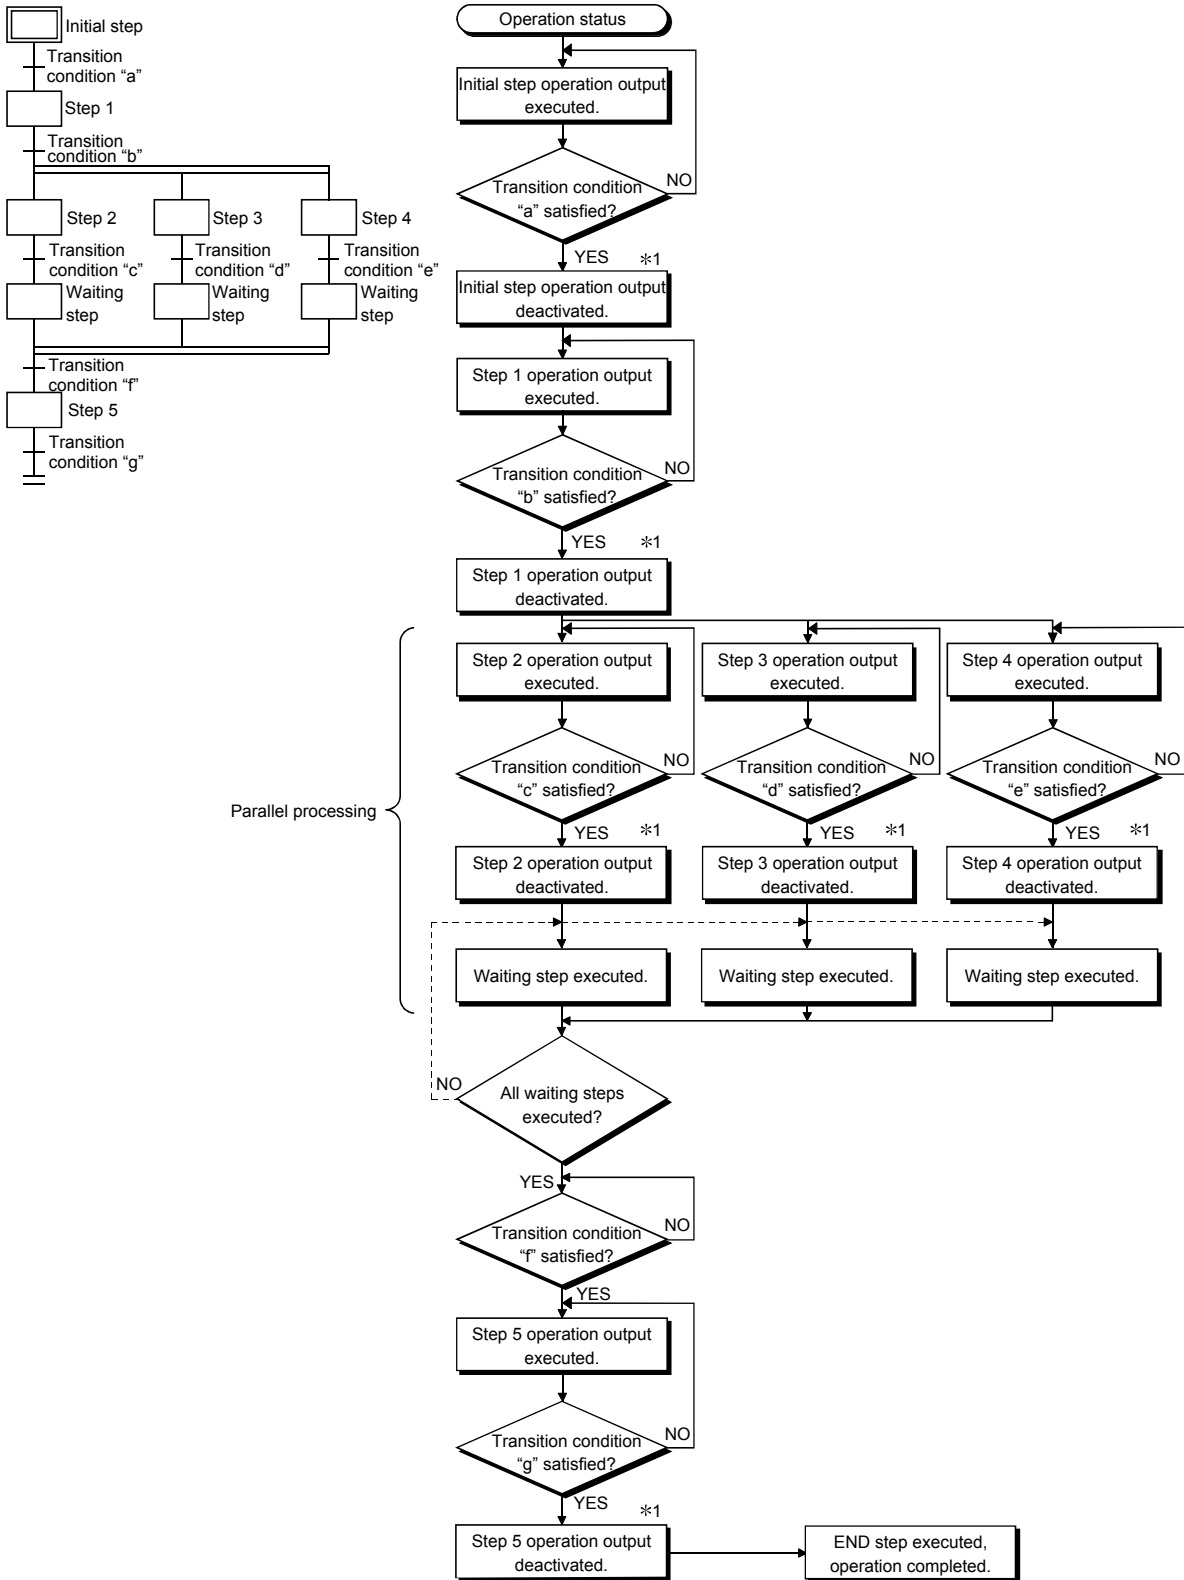 Initial step
Transition
condition “a”
Step 1
Transition
condition “b”
Step 2
Step 3
Step 4
Transition
condition “c”
Transition
condition “d”
Transition
condition “e”
Waiting
step
Waiting
step
Waiting
step
Transition
condition “f”
Step 5
Transition
condition “g”
Operation status
Initial step operation output
executed.
Transition condition
“a” satisfied?
NO
YES
*1
Initial step operation output
deactivated.
Step 1 operation output
executed.
Transition condition
“b” satisfied?
NO
YES
*1
Step 1 operation output
deactivated.
Parallel processing
Step 2 operation output
executed.
Step 3 operation output
executed.
Step 4 operation output
executed.
Transition condition
“c” satisfied?
NO
Transition condition
“d” satisfied?
NO
Transition condition
“e” satisfied?
NO
YES
*1
YES
*1
YES
*1
Step 2 operation output
deactivated.
Step 3 operation output
deactivated.
Step 4 operation output
deactivated.
Waiting step executed.
Waiting step executed.
Waiting step executed.
NO
All waiting steps
executed?
YES
Transition condition
“f” satisfied?
NO
YES
Step 5 operation output
executed.
Transition condition
“g” satisfied?
NO
YES
*1
Step 5 operation output
deactivated.
END step executed,
operation completed.